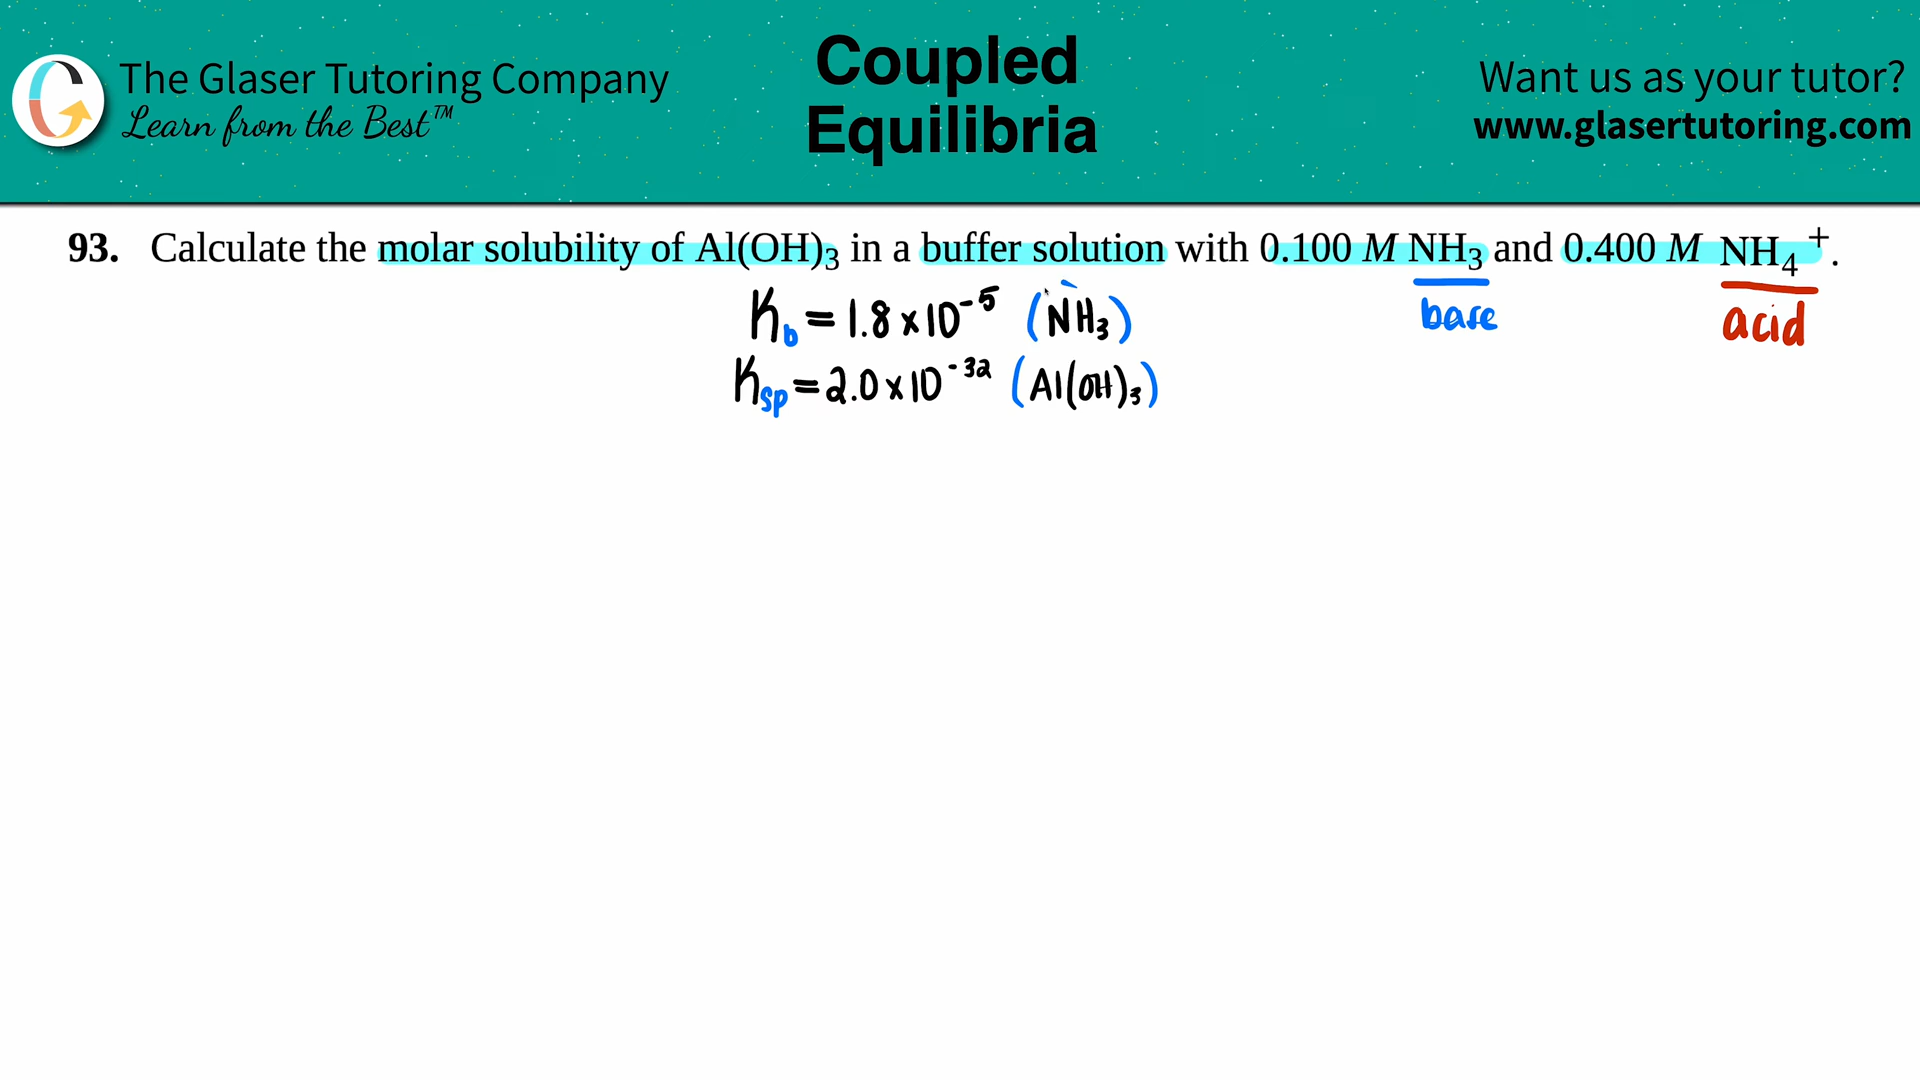 The Glaser Tutoring Company
Learn from the Best™
Coupled
Equilibria
Want us as your tutor?
www.glasertutoring.com
93. Calculate the molar solubility of Al(OH)₃ in a buffer solution with 0.100 M NH₃ and 0.400 M NH₄⁺.
base
acid
K_b = 1.8 x 10⁻⁵ (NH₃)
K_sp = 2.0 x 10⁻³² (Al(OH)₃)